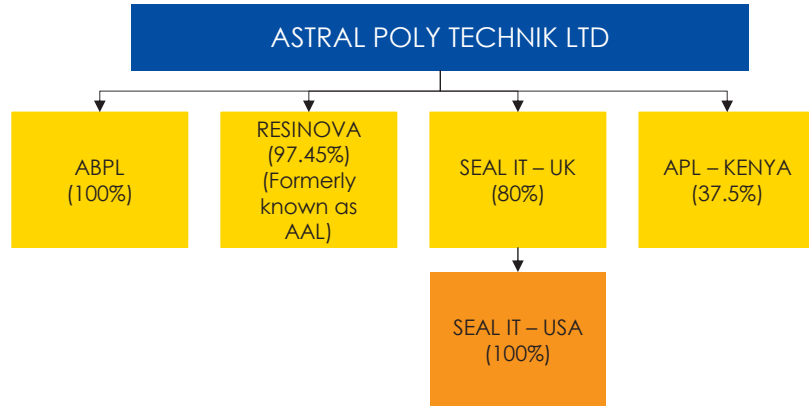 ASTRAL POLY TECHNIK LTD
ABPL
(100%)
RESINOVA
(97.45%)
(Formerly
known as
AAL)
SEAL IT – UK
(80%)
APL – KENYA
(37.5%)
SEAL IT – USA
(100%)